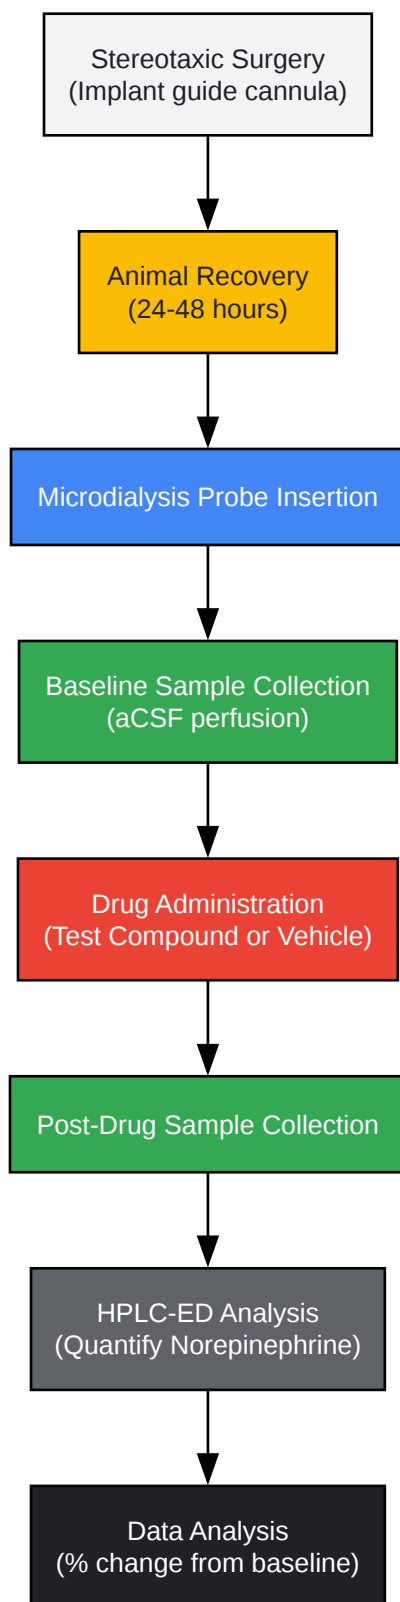 Stereotaxic Surgery
(Implant guide cannula)
Animal Recovery
(24-48 hours)
Microdialysis Probe Insertion
Baseline Sample Collection
(aCSF perfusion)
Drug Administration
(Test Compound or Vehicle)
Post-Drug Sample Collection
HPLC-ED Analysis
(Quantify Norepinephrine)
Data Analysis
(% change from baseline)